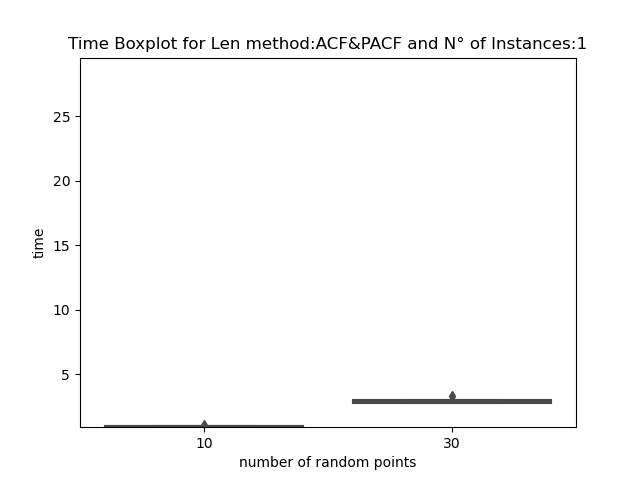 Time Boxplot for Len method:ACF&PACF and N° of Instances:1
25
20
15
10
5
time
10 30
number of random points